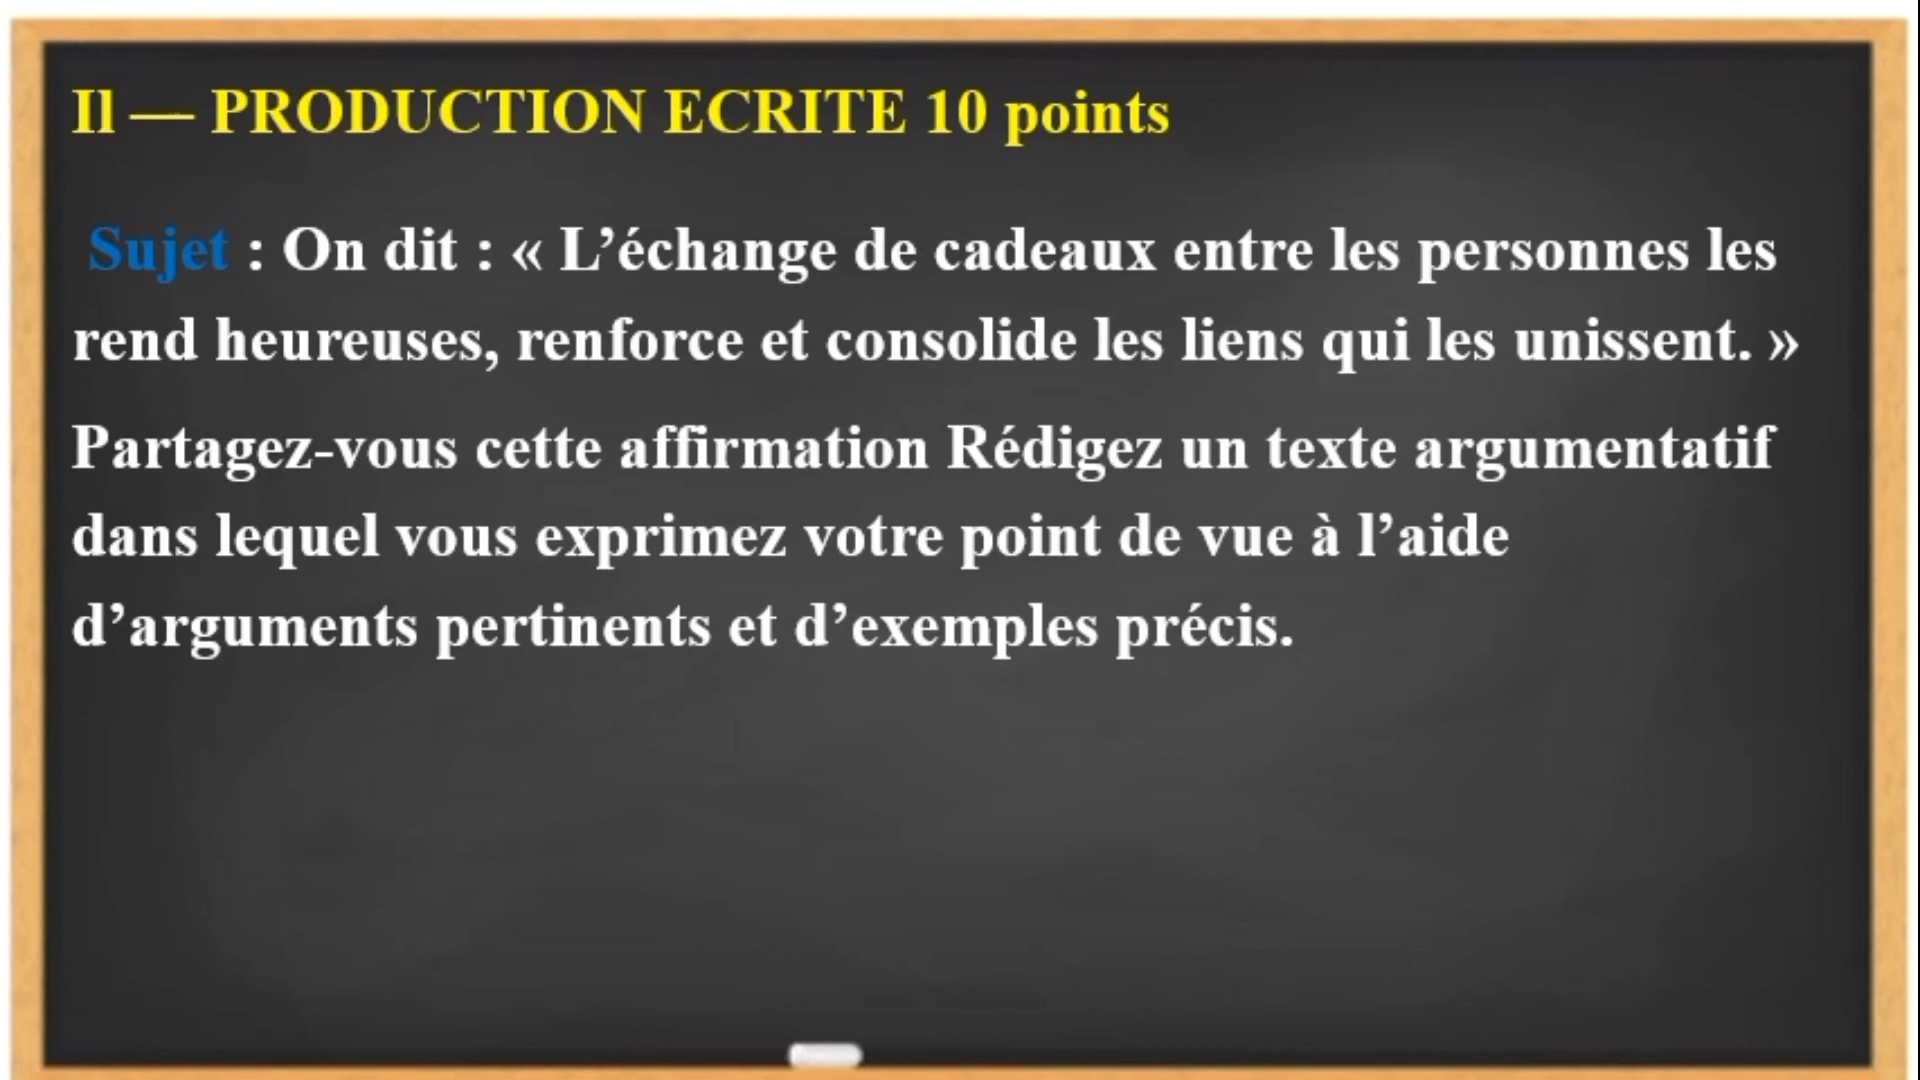 Il — PRODUCTION ECRITE 10 points
Sujet : On dit : « L’échange de cadeaux entre les personnes les
rend heureuses, renforce et consolide les liens qui les unissent. »
Partagez-vous cette affirmation Rédigez un texte argumentatif
dans lequel vous exprimez votre point de vue à l’aide
d’arguments pertinents et d’exemples précis.